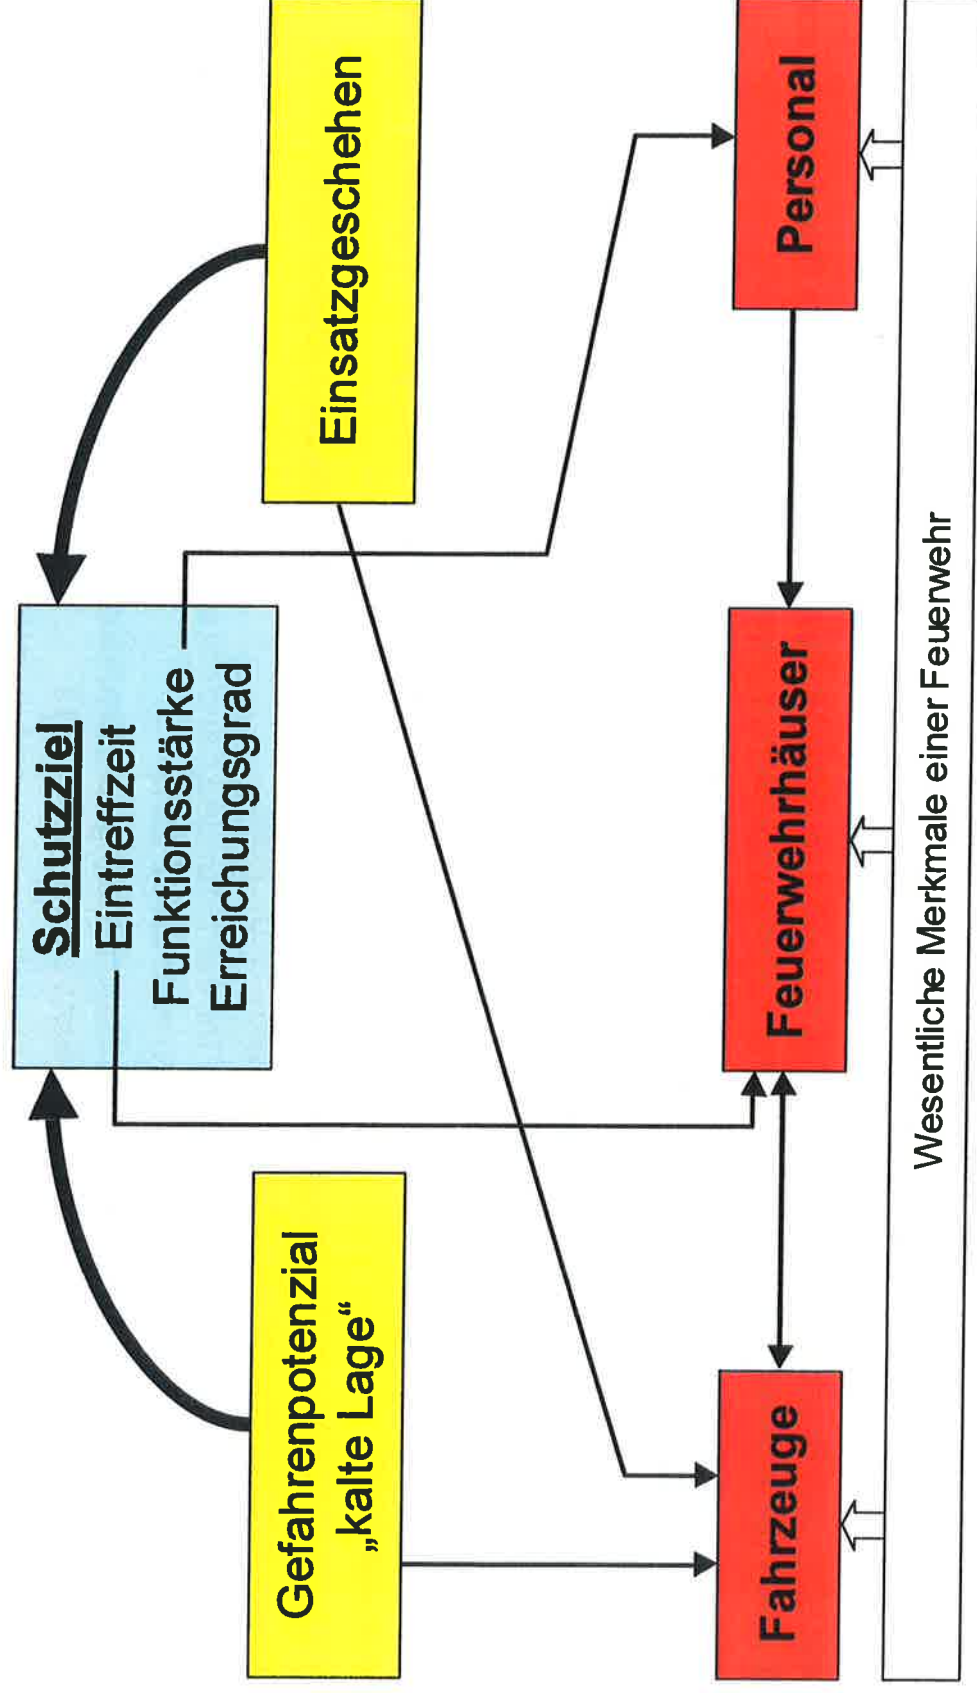 Schutzziel
Eintreffzeit
Funktionsstärke
Erreichungsgrad
Gefahrenpotenzial
„kalte Lage“
Einsatzgeschehen
Fahrzeuge
Feuerwehrhäuser
Personal
Wesentliche Merkmale einer Feuerwehr